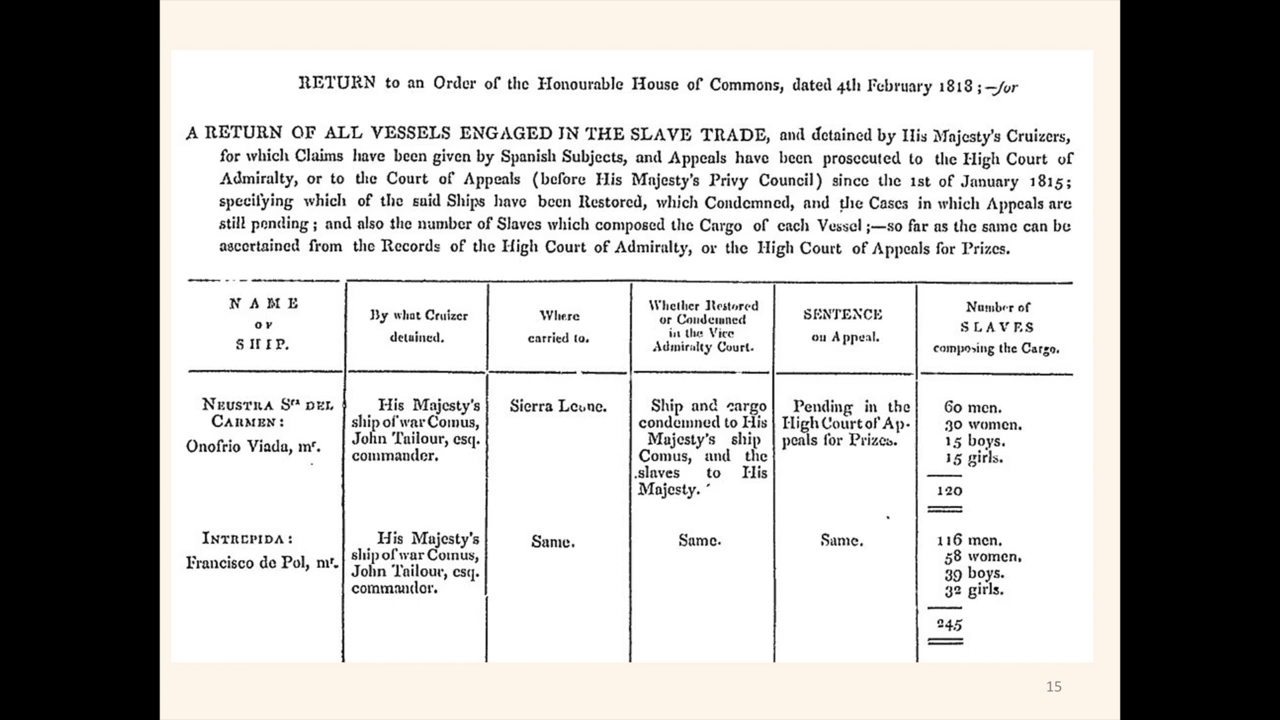 RETURN to an Order of the Honourable House of Commons, dated 4th February 1818;—for
A RETURN OF ALL VESSELS ENGAGED IN THE SLAVE TRADE, and detained by His Majesty's Cruizers,
for which Claims have been given by Spanish Subjects, and Appeals have been prosecuted to the High Court of
Admiralty, or to the Court of Appeals (before His Majesty's Privy Council) since the 1st of January 1815;
specifying which of the said Ships have been Restored, which Condemned, and the Cases in which Appeals are
still pending; and also the number of Slaves which composed the Cargo of each Vessel;—so far as the same can be
ascertained from the Records of the High Court of Admiralty, or the High Court of Appeals for Prizes.
NAME
OF
SHIP.
By what Cruizer
detained.
Where
carried to.
Whether Restored
or Condemned
in the Vice
Admiralty Court.
SENTENCE
on Appeal.
Number of
SLAVES
composing the Cargo.
NEUSTRA Sra DEL
CARMEN:
Onofrio Viada, mr.
His Majesty's
ship of war Comus,
John Tailour, esq.
commander.
Sierra Leone.
Ship and cargo
condemned to His
Majesty's ship
Comus, and the
slaves to His
Majesty.
Pending in the
High Court of Ap-
peals for Prizes.
60 men.
30 women.
15 boys.
15 girls.
120
INTREPIDA:
Francisco de Pol, mr.
His Majesty's
ship of war Comus,
John Tailour, esq.
commander.
Same.
Same.
Same.
116 men.
58 women.
39 boys.
32 girls.
245
15